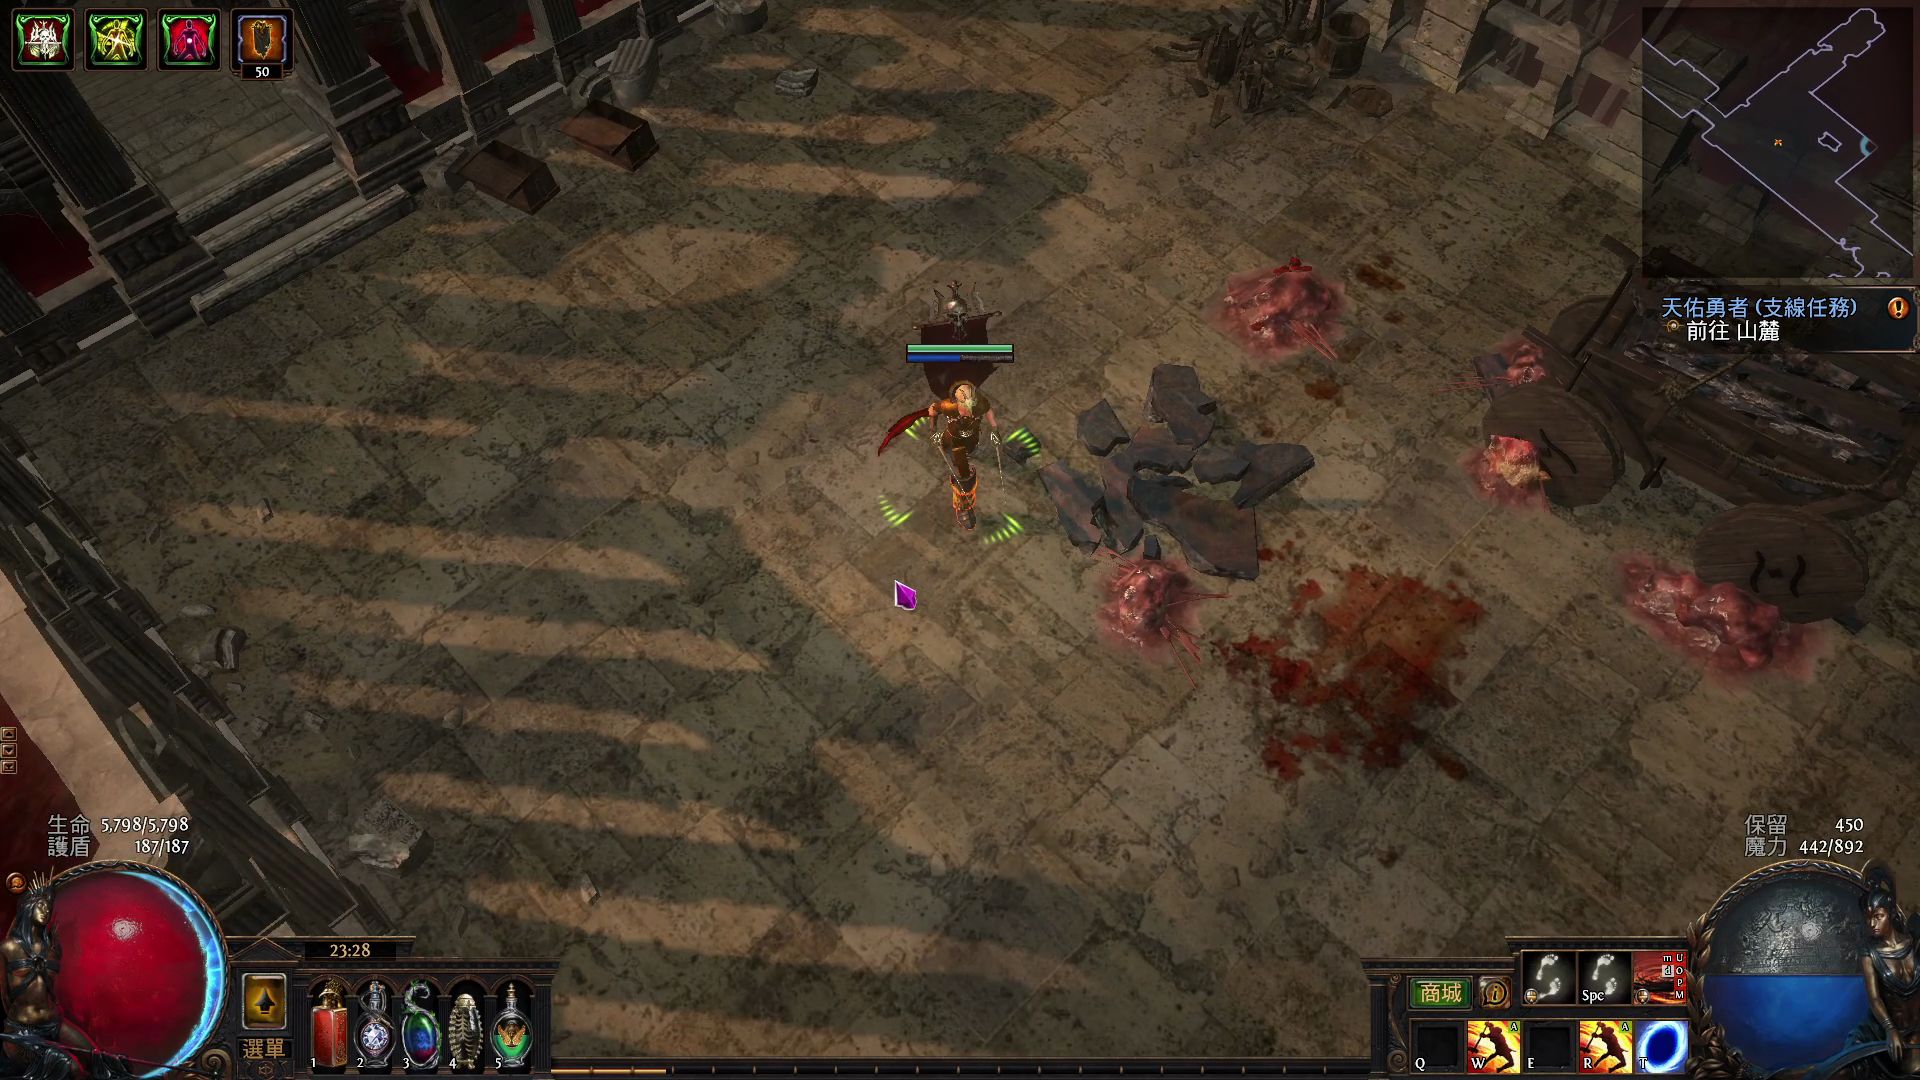 50
天佑勇者 (支線任務)
前往 山麓
生命 5,798/5,798
護盾 187/187
保留 450
魔力 442/892
23:28
選單
1
2
3
4
5
商城
Spc
Q
W
A
E
R
A
T